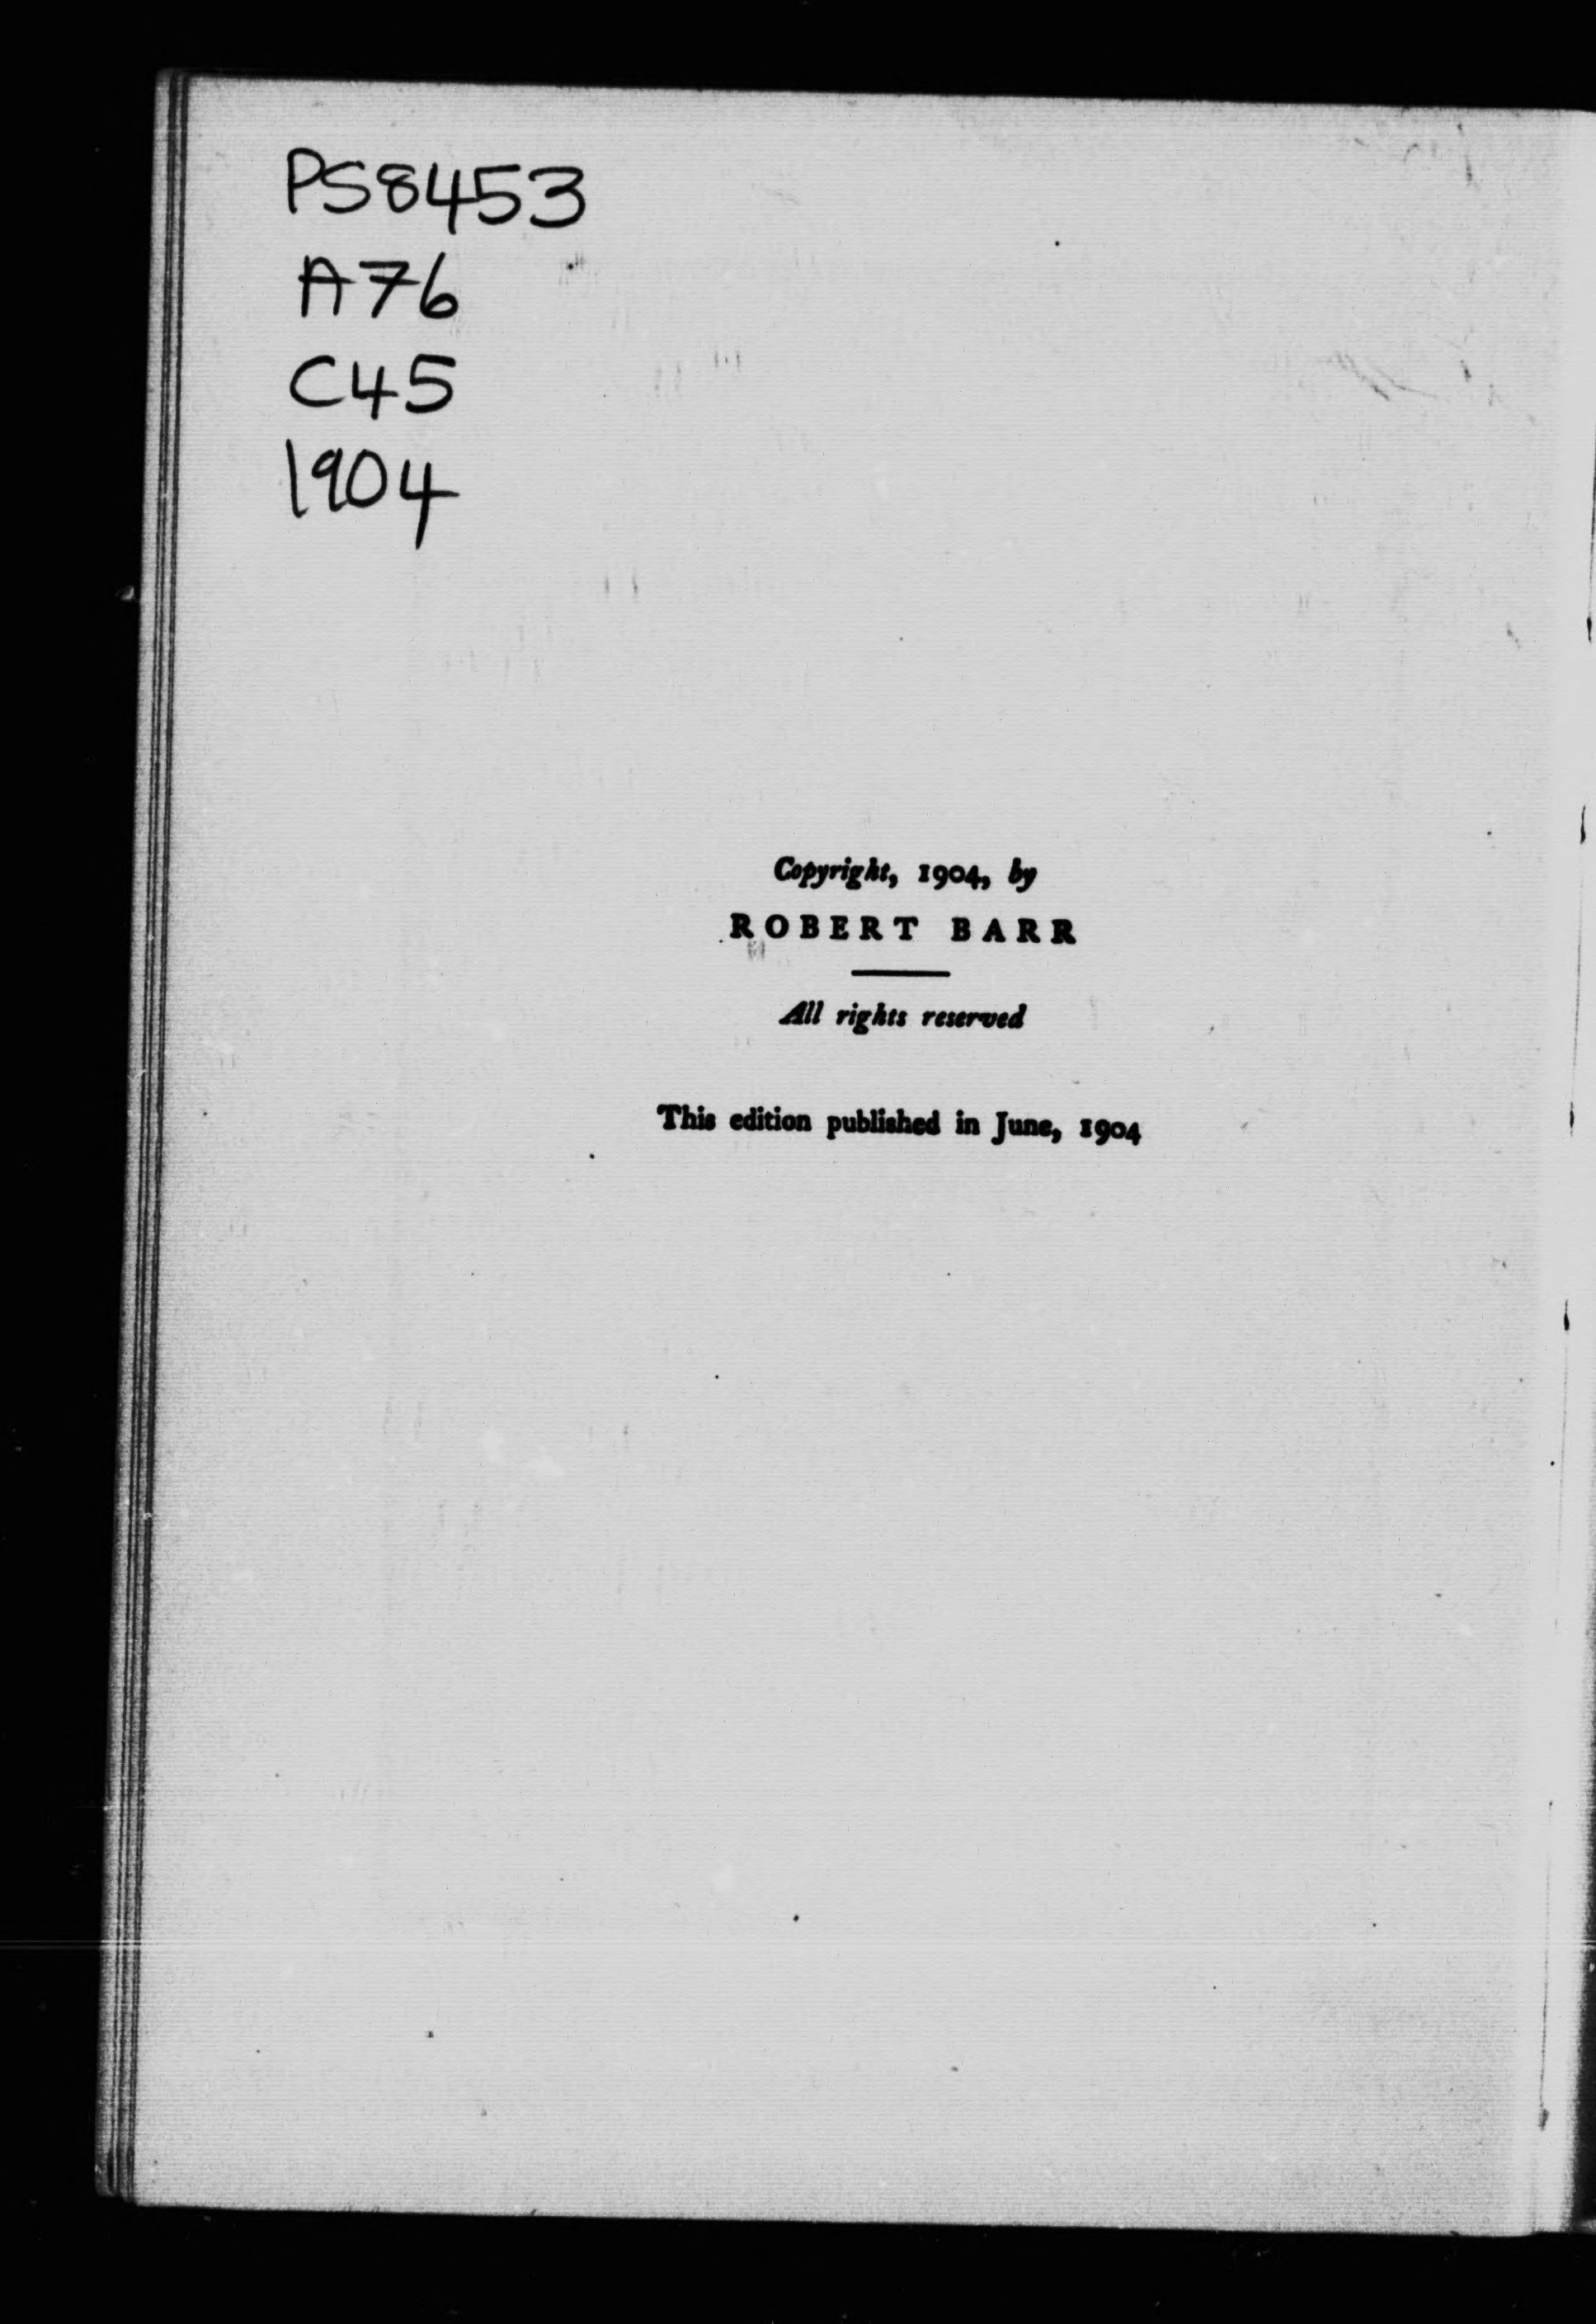 PS8453
A76
C45
1904
Copyright, 1904, by
ROBERT BARR
All rights reserved
This edition published in June, 1904